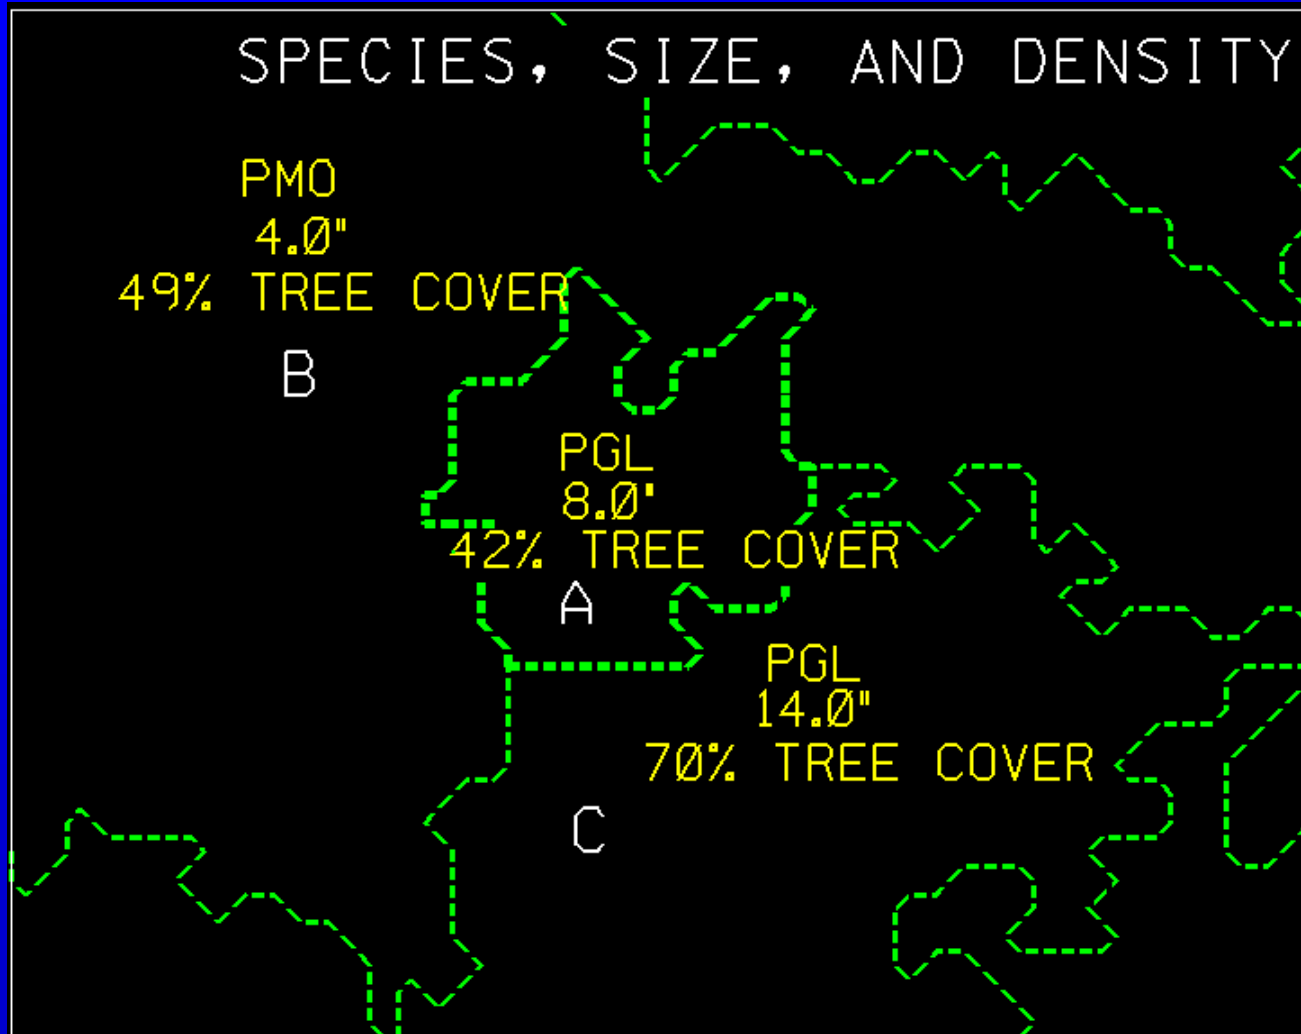 SPECIES, SIZE, AND DENSITY
PMO
4.0"
49% TREE COVER
B
PGL
8.0'
42% TREE COVER
A
PGL
14.0"
70% TREE COVER
C